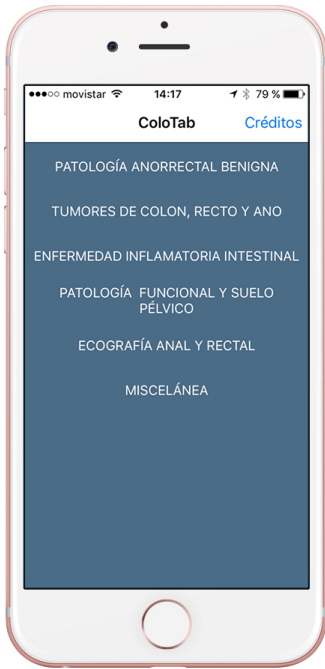 movistar 14:17 79 %
ColoTab Créditos
PATOLOGÍA ANORRECTAL BENIGNA
TUMORES DE COLON, RECTO Y ANO
ENFERMEDAD INFLAMATORIA INTESTINAL
PATOLOGÍA FUNCIONAL Y SUELO
PÉLVICO
ECOGRAFÍA ANAL Y RECTAL
MISCELÁNEA